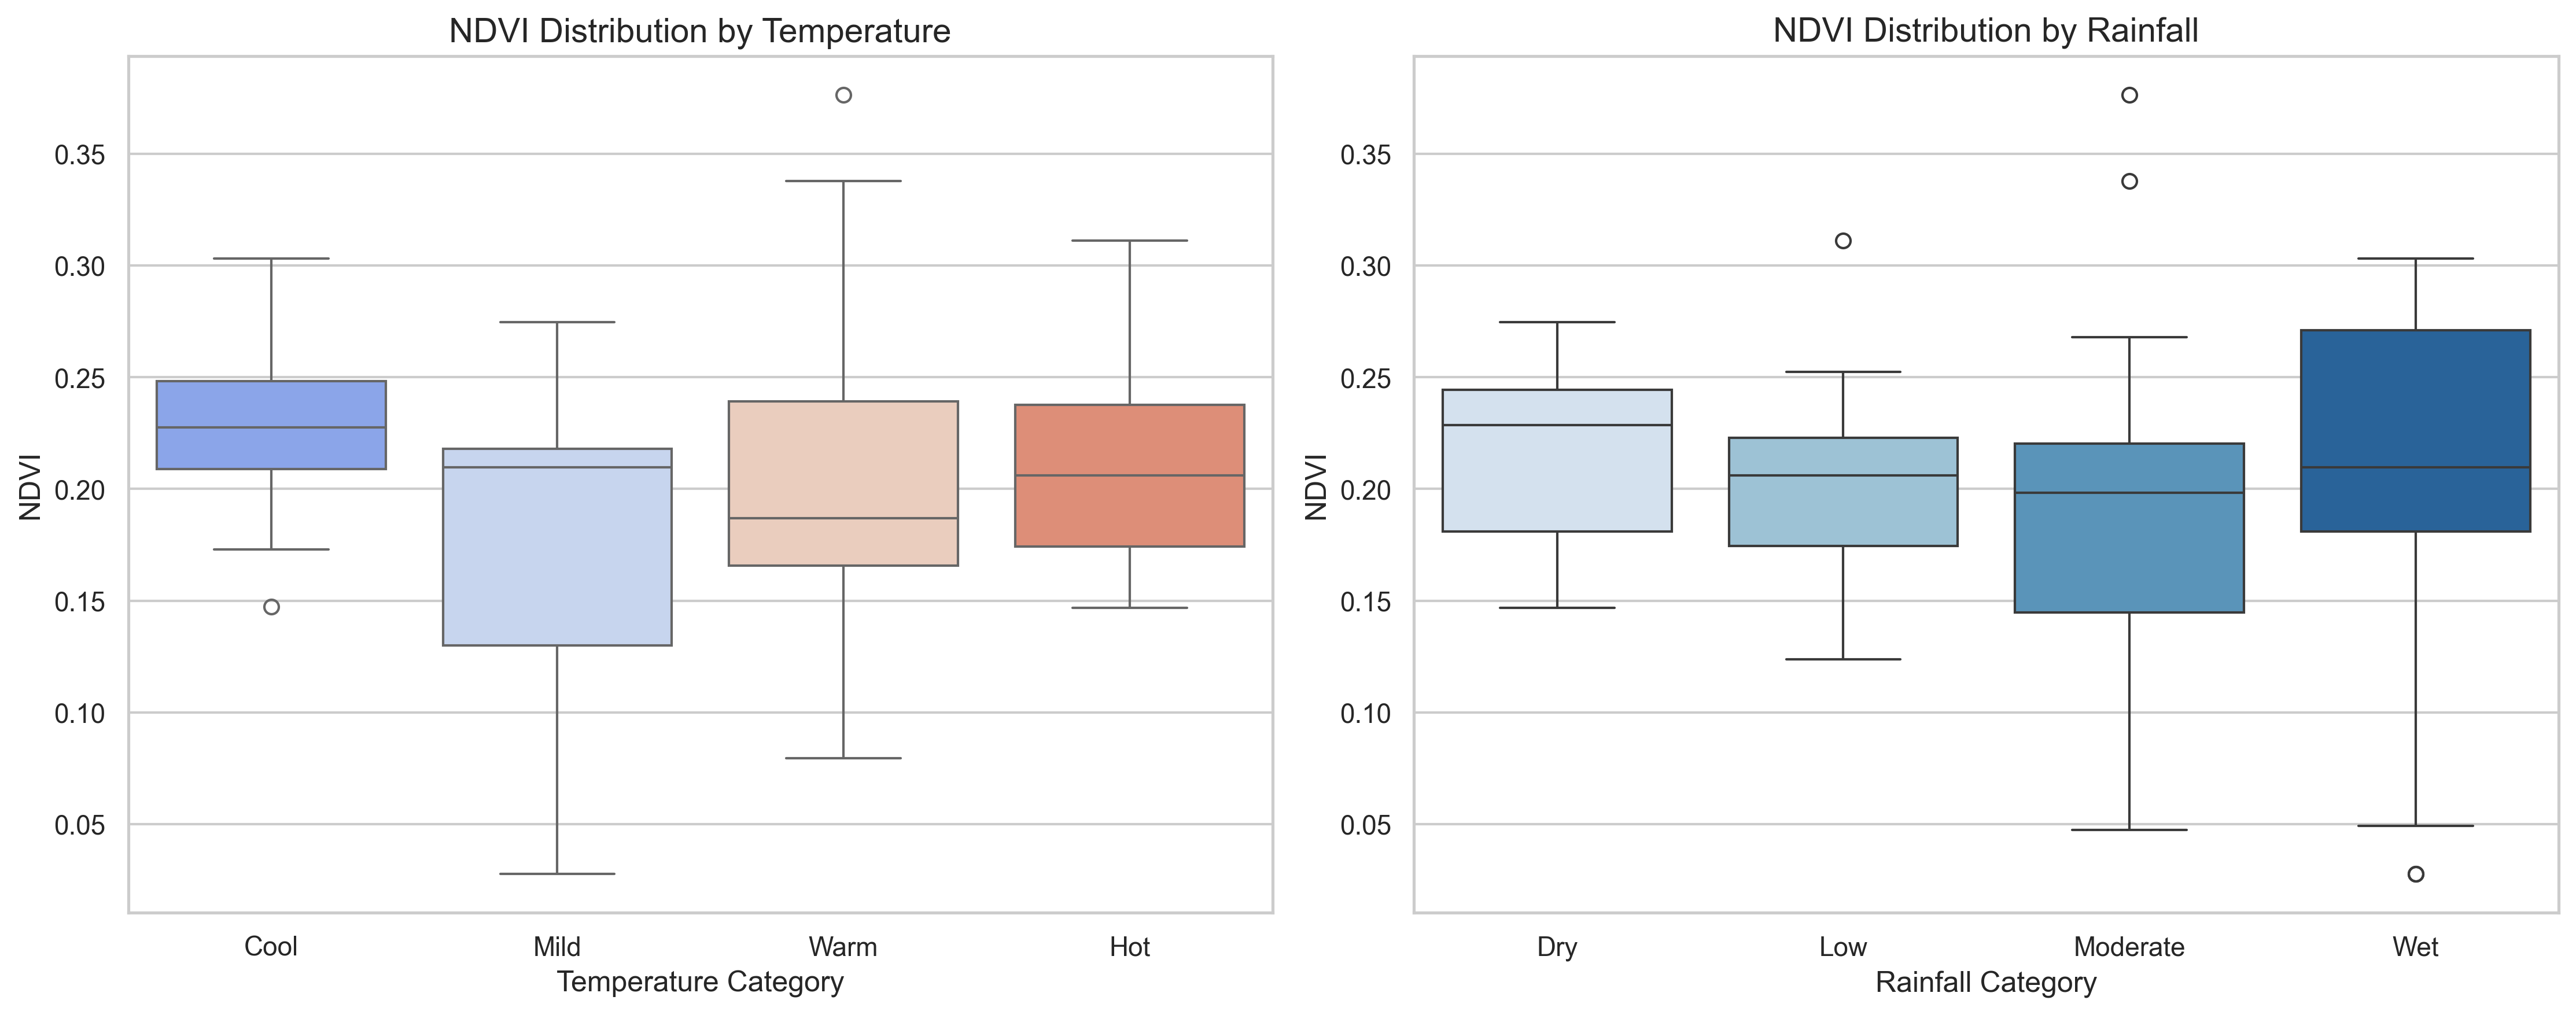 NDVI Distribution by Temperature
0.35
0.30
0.25
0.20
0.15
0.10
0.05
NDVI
Cool Mild Warm Hot
Temperature Category
NDVI Distribution by Rainfall
0.35
0.30
0.25
0.20
0.15
0.10
0.05
NDVI
Dry Low Moderate Wet
Rainfall Category